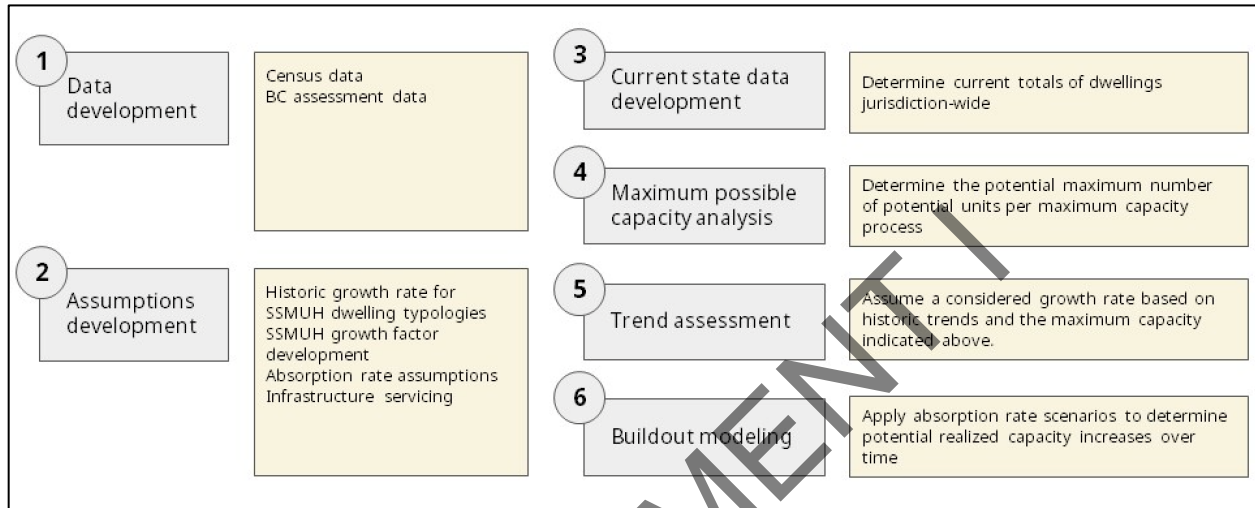 1
Data
development
Census data
BC assessment data
2
Assumptions
development
Historic growth rate for
SSMUH dwelling typologies
SSMUH growth factor
development
Absorption rate assumptions
Infrastructure servicing
3
Current state data
development
Determine current totals of dwellings
jurisdiction-wide
4
Maximum possible
capacity analysis
Determine the potential maximum number
of potential units per maximum capacity
process
5
Trend assessment
Assume a considered growth rate based on
historic trends and the maximum capacity
indicated above.
6
Buildout modeling
Apply absorption rate scenarios to determine
potential realized capacity increases over
time
MENT I